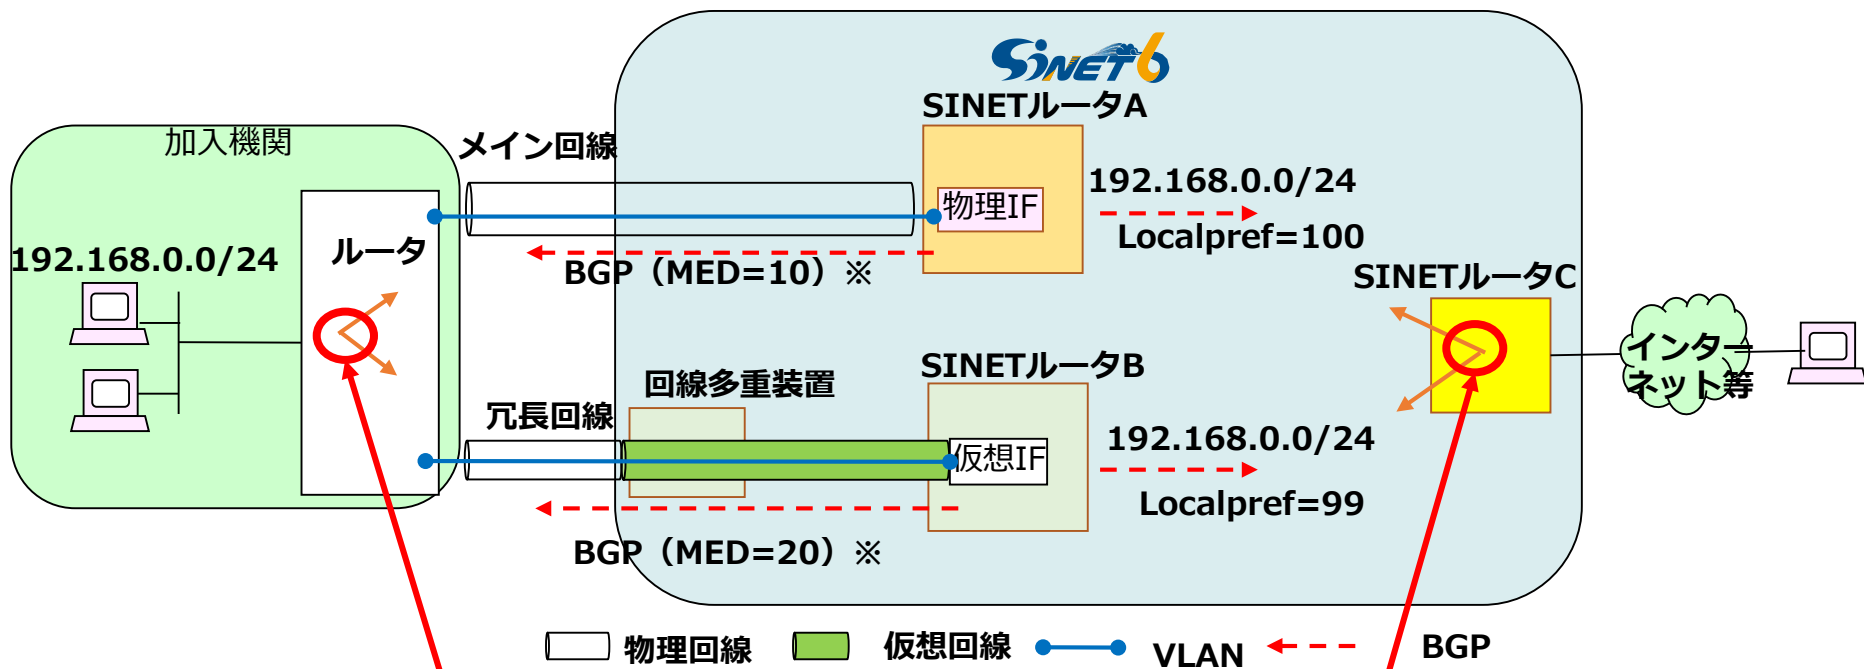 SINET6
SINETルータA
加入機関
メイン回線
192.168.0.0/24
物理IF
Localpref=100
192.168.0.0/24
ルータ
BGP（MED=10）※
SINETルータC
インター
ネット等
SINETルータB
回線多重装置
冗長回線
192.168.0.0/24
仮想IF
Localpref=99
BGP（MED=20）※
物理回線
仮想回線
VLAN
BGP